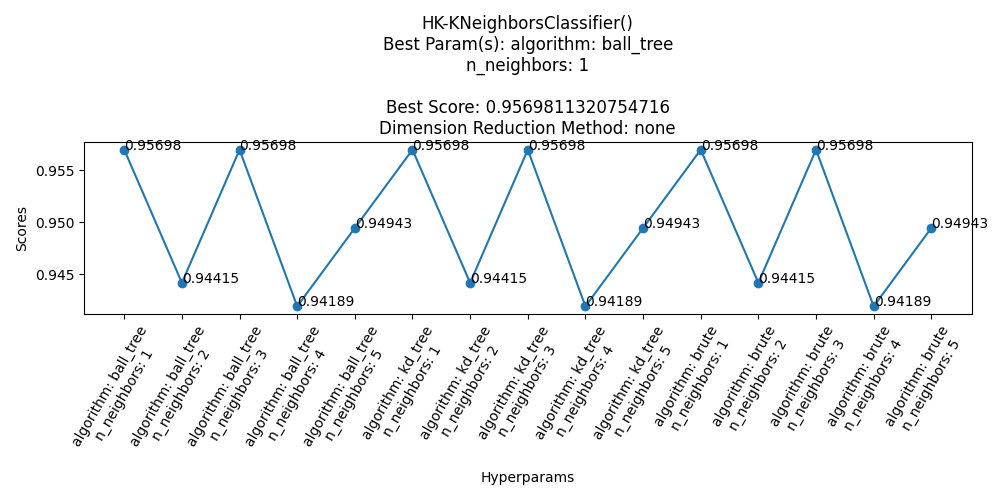 HK-KNeighborsClassifier()
Best Param(s): algorithm: ball_tree
n_neighbors: 1
Best Score: 0.9569811320754716
Dimension Reduction Method: none
Scores
0.955
0.950
0.945
0.95698
0.94415
0.95698
0.94189
0.94943
0.95698
0.94415
0.95698
0.94189
0.94943
0.95698
0.94415
0.95698
0.94189
0.94943
algorithm: ball_tree
n_neighbors: 1
algorithm: ball_tree
n_neighbors: 2
algorithm: ball_tree
n_neighbors: 3
algorithm: ball_tree
n_neighbors: 4
algorithm: ball_tree
n_neighbors: 5
algorithm: kd_tree
n_neighbors: 1
algorithm: kd_tree
n_neighbors: 2
algorithm: kd_tree
n_neighbors: 3
algorithm: kd_tree
n_neighbors: 4
algorithm: kd_tree
n_neighbors: 5
algorithm: brute
n_neighbors: 1
algorithm: brute
n_neighbors: 2
algorithm: brute
n_neighbors: 3
algorithm: brute
n_neighbors: 4
algorithm: brute
n_neighbors: 5
Hyperparams